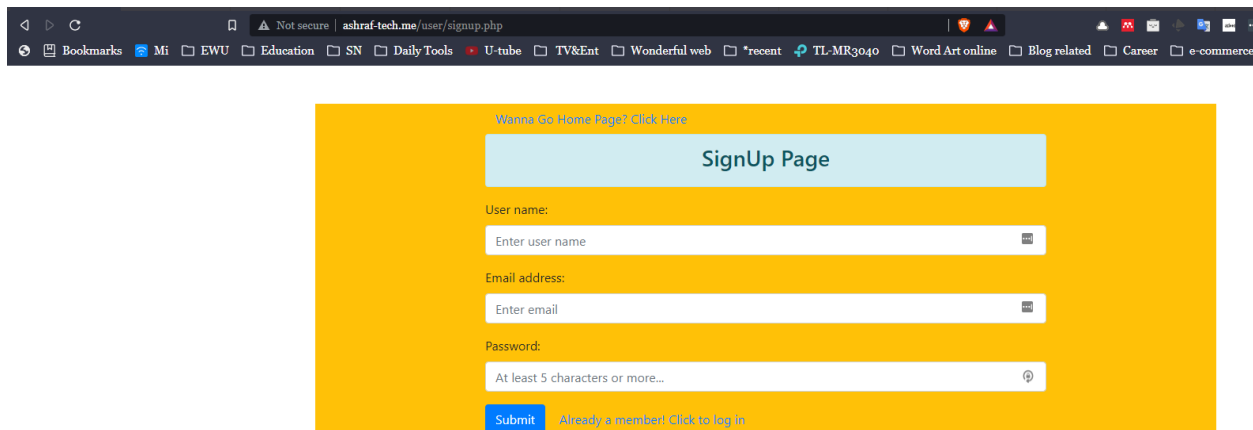 Not secure | ashraf-tech.me/user/signup.php
Bookmarks Mi EWU Education SN Daily Tools U-tube TV&Ent Wonderful web *recent TL-MR3040 Word Art online Blog related Career e-commerce
Wanna Go Home Page? Click Here
SignUp Page
User name:
Enter user name
Email address:
Enter email
Password:
At least 5 characters or more...
Submit Already a member! Click to log in